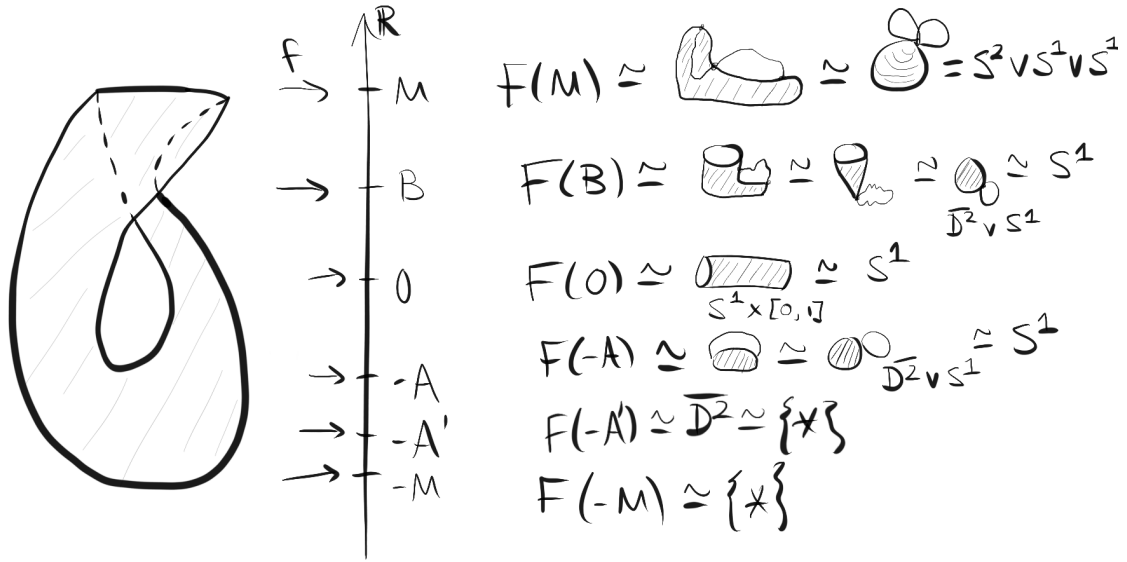 f
ℝ
M
B
0
-A
-A'
-M
F(M) ≃ ≃ = S² ∨ S¹ ∨ S¹
F(B) ≃ ≃ ≃ ≃ S¹
D̅² ∨ S¹
F(0) ≃ ≃ S¹
S¹ × [0,1]
F(-A) ≃ ≃ ≃ S¹
D̅² ∨ S¹
F(-A') ≃ D̅² ≃ {*}
F(-M) ≃ {*}